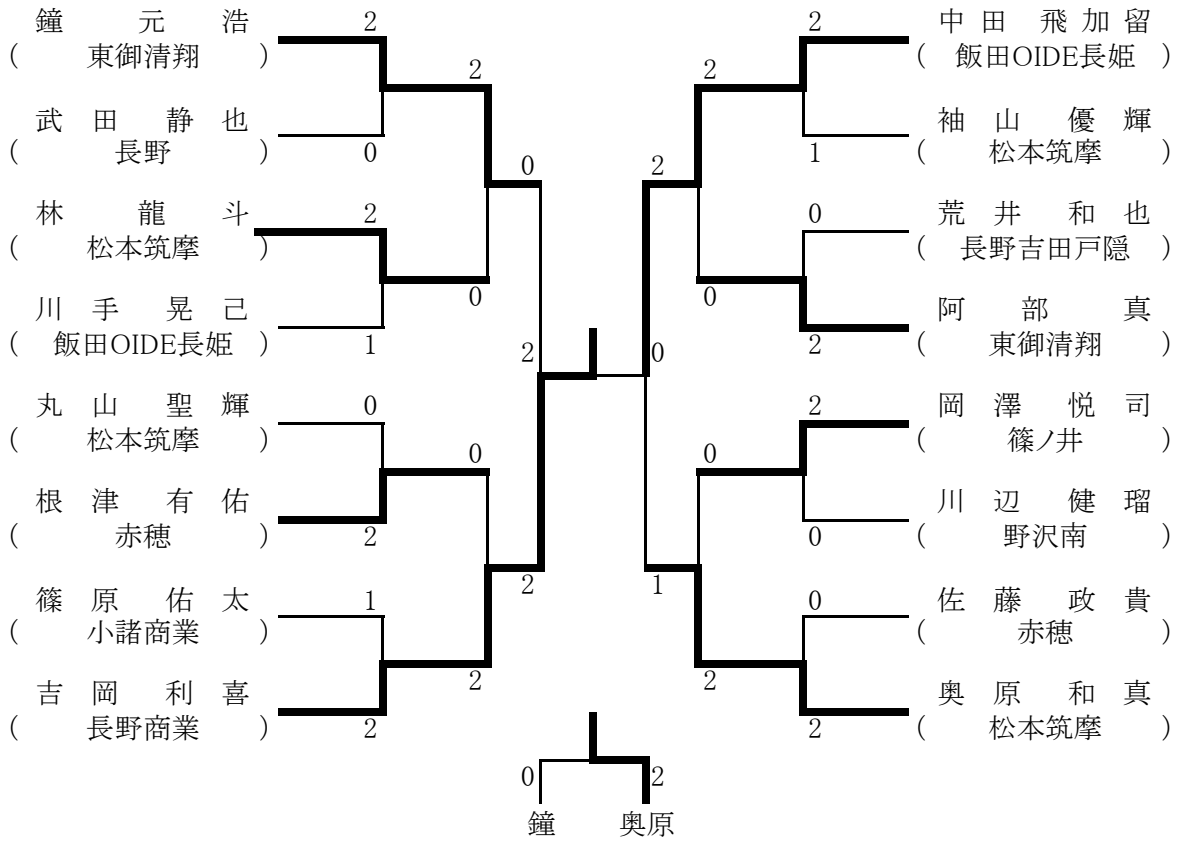 鐘元浩 2
( 東御清翔 )
2
武田静也
( 長野 ) 0
0
林龍斗 2
( 松本筑摩 )
0
川手晃己
( 飯田OIDE長姫 ) 1
2
丸山聖輝 0
( 松本筑摩 )
0
根津有佑
( 赤穂 ) 2
2
篠原佑太 1
( 小諸商業 )
2
吉岡利喜
( 長野商業 ) 2
2 中田飛加留
( 飯田OIDE長姫 )
2
袖山優輝
1 ( 松本筑摩 )
2
0 荒井和也
( 長野吉田戸隠 )
0
阿部真
2 ( 東御清翔 )
0
2 岡澤悦司
( 篠ノ井 )
0
川辺健瑠
0 ( 野沢南 )
1
0 佐藤政貴
( 赤穂 )
2
奥原和真
2 ( 松本筑摩 )
0 2
鐘 奥原